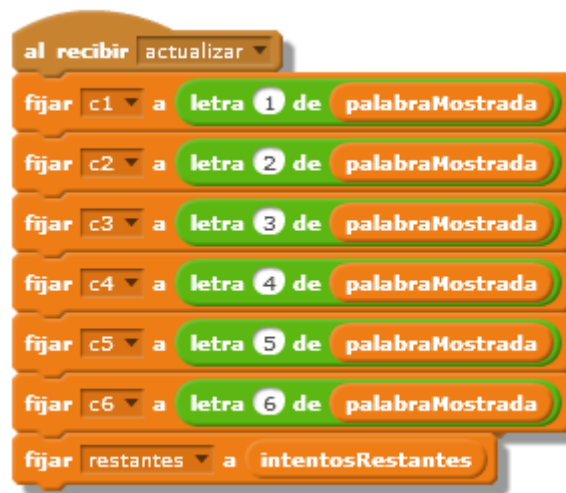 al recibir actualizar
fijar c1 a letra 1 de palabraMostrada
fijar c2 a letra 2 de palabraMostrada
fijar c3 a letra 3 de palabraMostrada
fijar c4 a letra 4 de palabraMostrada
fijar c5 a letra 5 de palabraMostrada
fijar c6 a letra 6 de palabraMostrada
fijar restantes a intentosRestantes